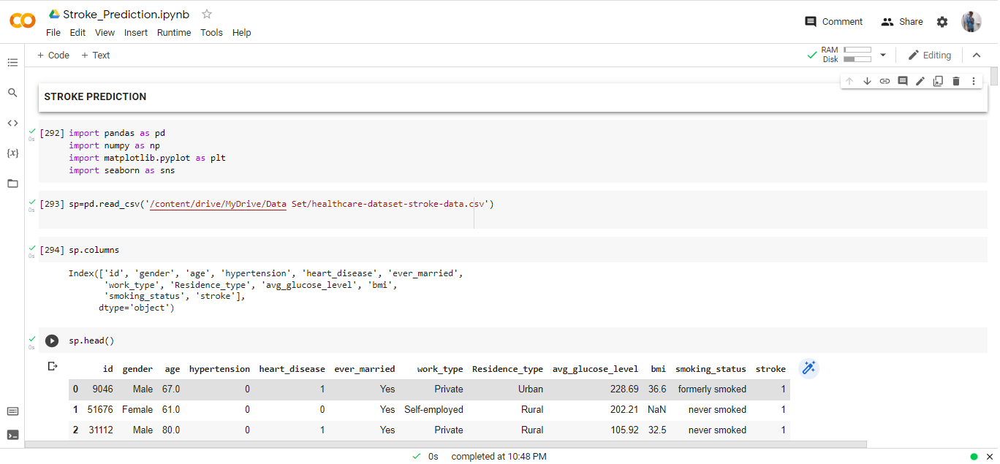 Stroke_Prediction.ipynb
File Edit View Insert Runtime Tools Help
Comment Share
+ Code + Text
RAM
Disk
Editing
STROKE PREDICTION
0s
[292] import pandas as pd
import numpy as np
import matplotlib.pyplot as plt
import seaborn as sns
0s
[293] sp=pd.read_csv('/content/drive/MyDrive/Data Set/healthcare-dataset-stroke-data.csv')
0s
[294] sp.columns
Index(['id', 'gender', 'age', 'hypertension', 'heart_disease', 'ever_married',
'work_type', 'Residence_type', 'avg_glucose_level', 'bmi',
'smoking_status', 'stroke'],
dtype='object')
0s
sp.head()
id gender age hypertension heart_disease ever_married work_type Residence_type avg_glucose_level bmi smoking_status stroke
0 9046 Male 67.0 0 1 Yes Private Urban 228.69 36.6 formerly smoked 1
1 51676 Female 61.0 0 0 Yes Self-employed Rural 202.21 NaN never smoked 1
2 31112 Male 80.0 0 1 Yes Private Rural 105.92 32.5 never smoked 1
0s completed at 10:48 PM